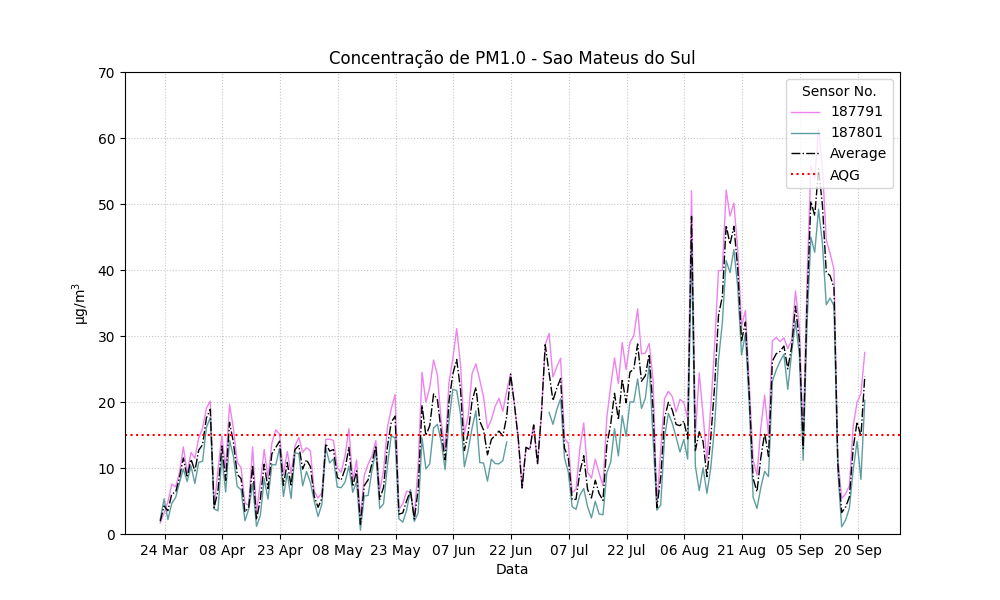 Concentração de PM1.0 - Sao Mateus do Sul
70
60
50
40
30
20
10
0
µg/m³
Sensor No.
187791
187801
Average
AQG
24 Mar 08 Apr 23 Apr 08 May 23 May 07 Jun 22 Jun 07 Jul 22 Jul 06 Aug 21 Aug 05 Sep 20 Sep
Data